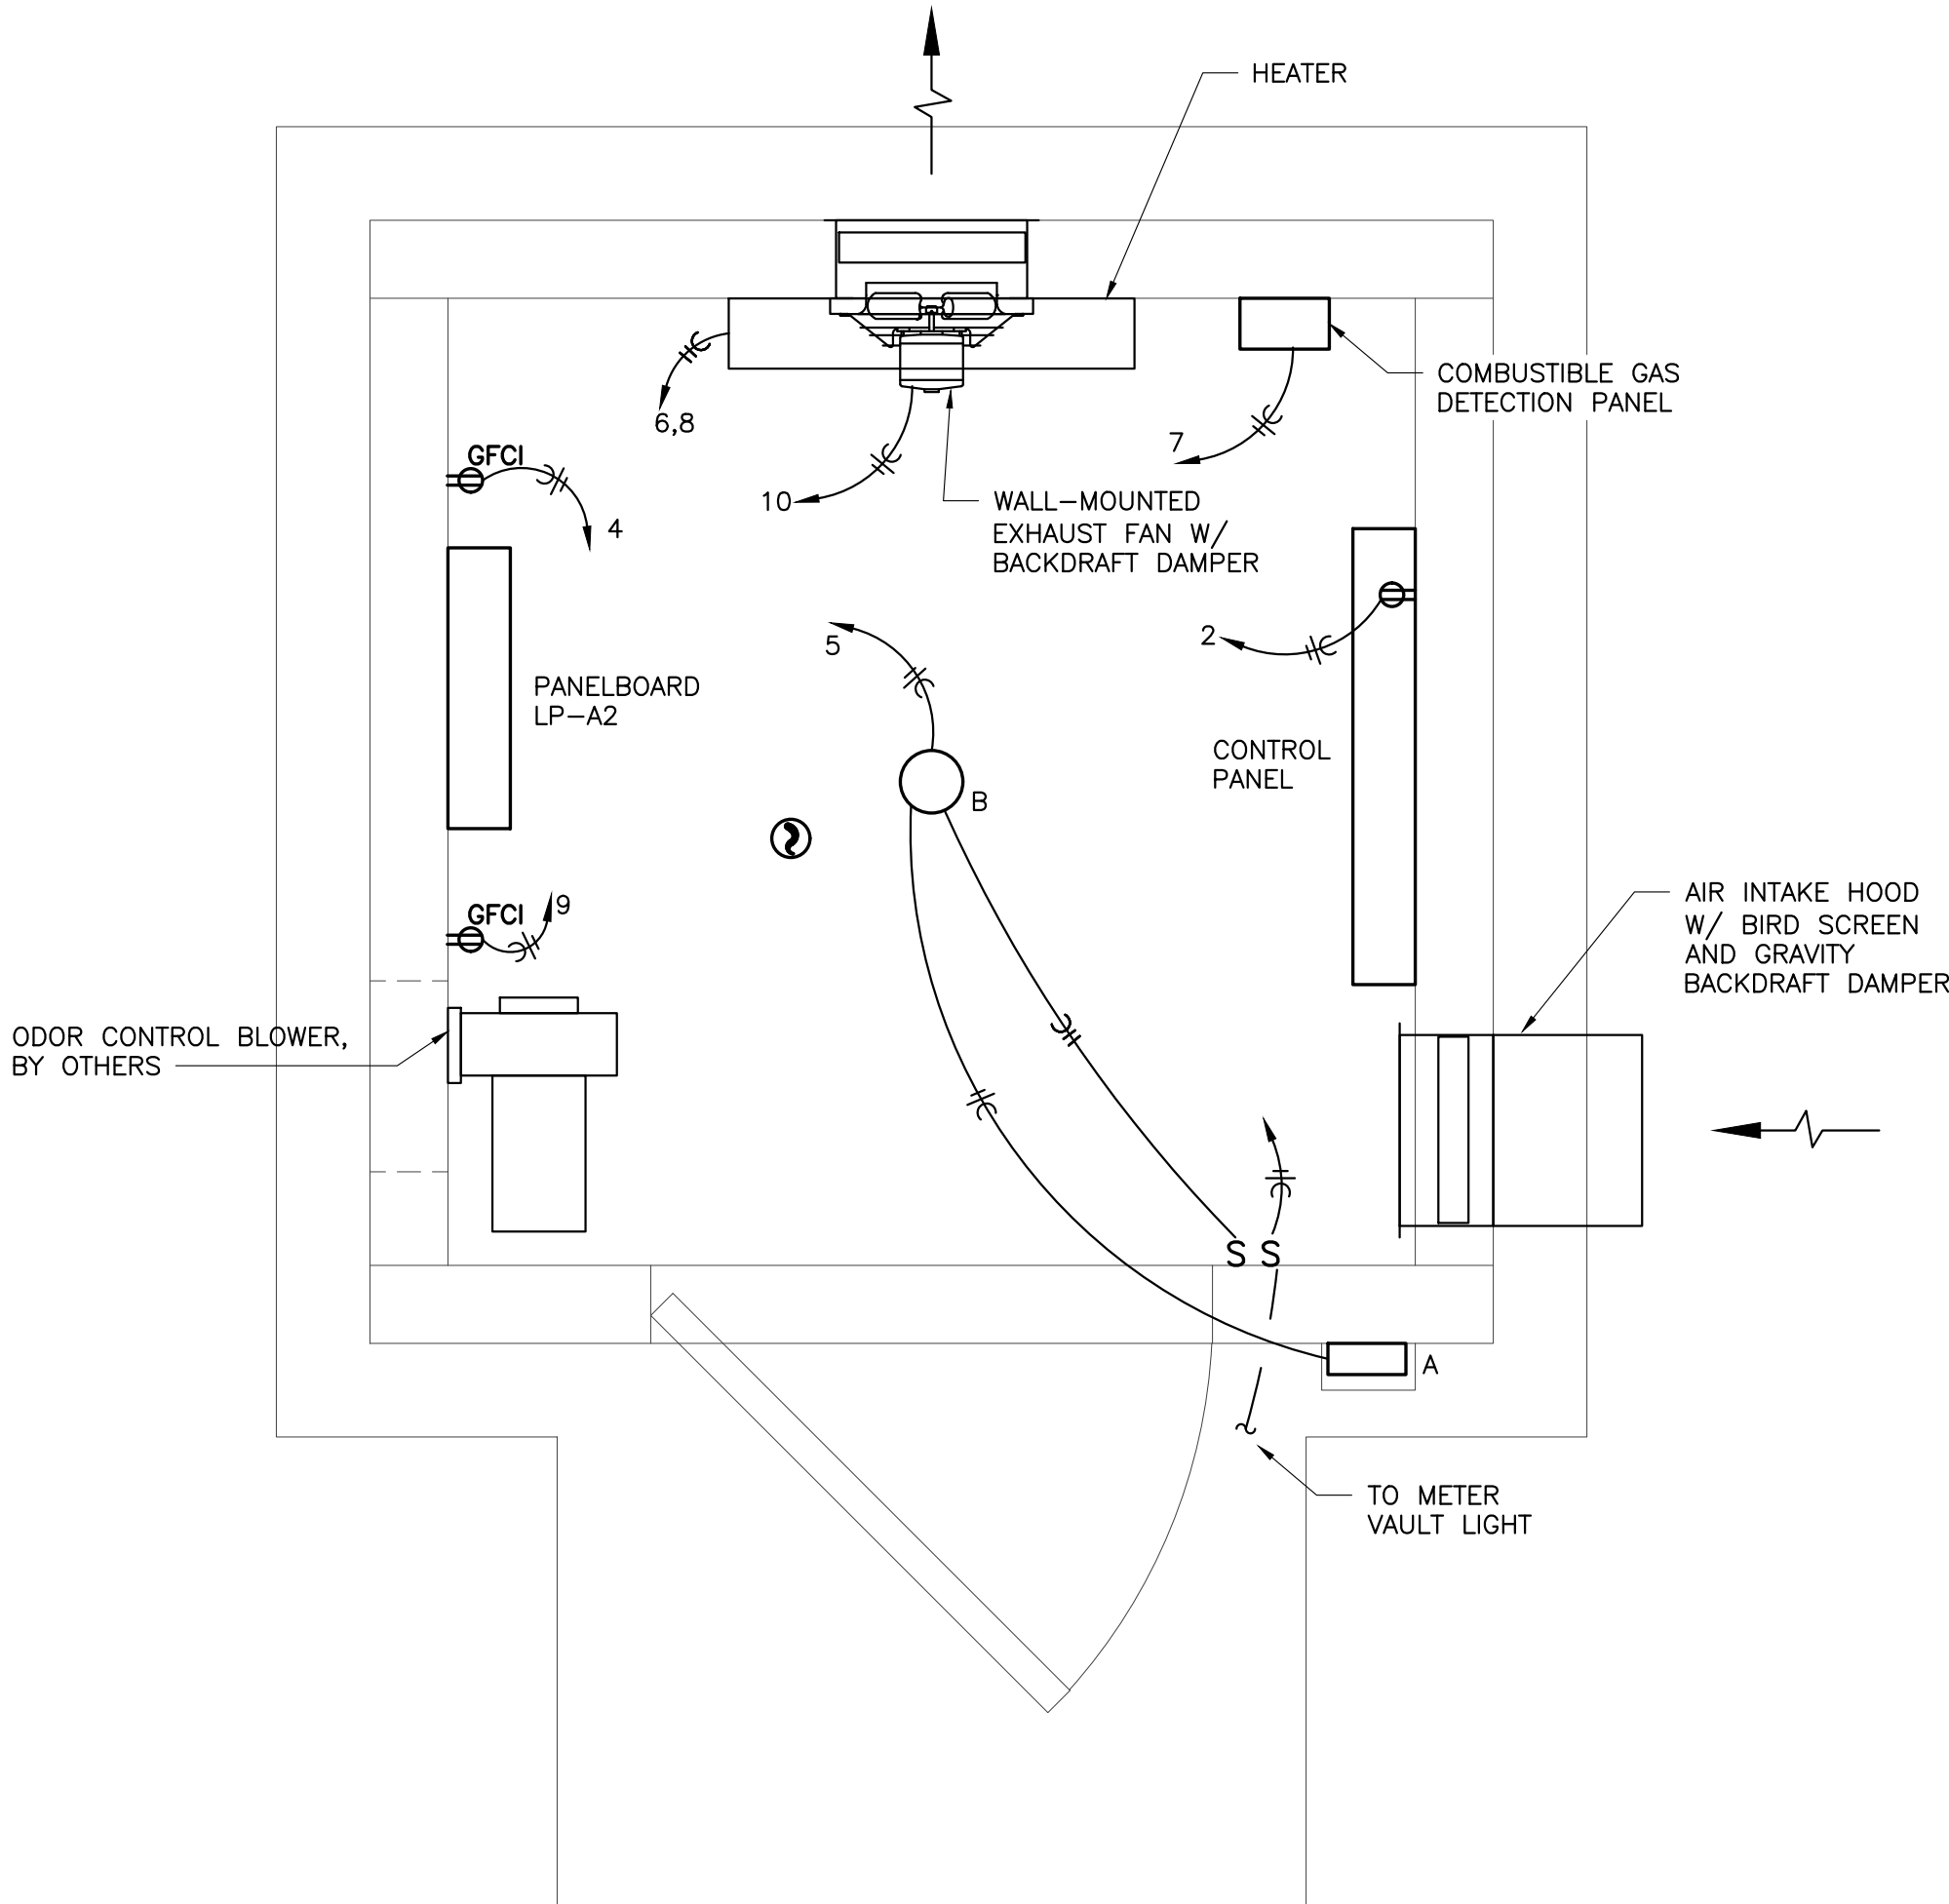 HEATER
COMBUSTIBLE GAS
DETECTION PANEL
6,8
7
GFCI
10
WALL-MOUNTED
EXHAUST FAN W/
BACKDRAFT DAMPER
4
5
2
PANELBOARD
LP-A2
CONTROL
PANEL
B
GFCI
9
AIR INTAKE HOOD
W/ BIRD SCREEN
AND GRAVITY
BACKDRAFT DAMPER
ODOR CONTROL BLOWER,
BY OTHERS
S S
A
TO METER
VAULT LIGHT